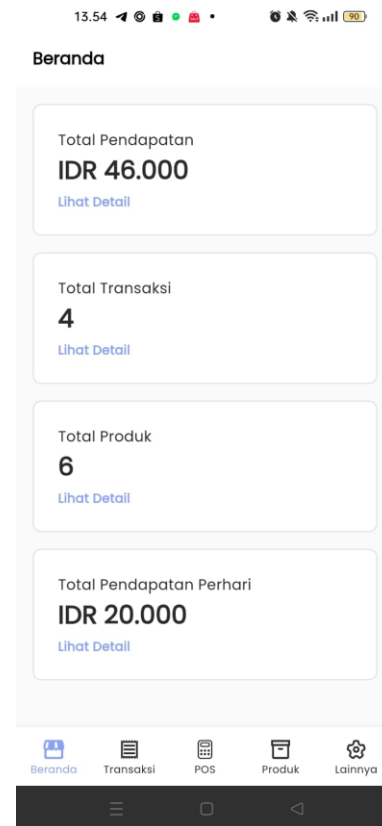 13.54
90
Beranda
Total Pendapatan
IDR 46.000
Lihat Detail
Total Transaksi
4
Lihat Detail
Total Produk
6
Lihat Detail
Total Pendapatan Perhari
IDR 20.000
Lihat Detail
Beranda Transaksi POS Produk Lainnya